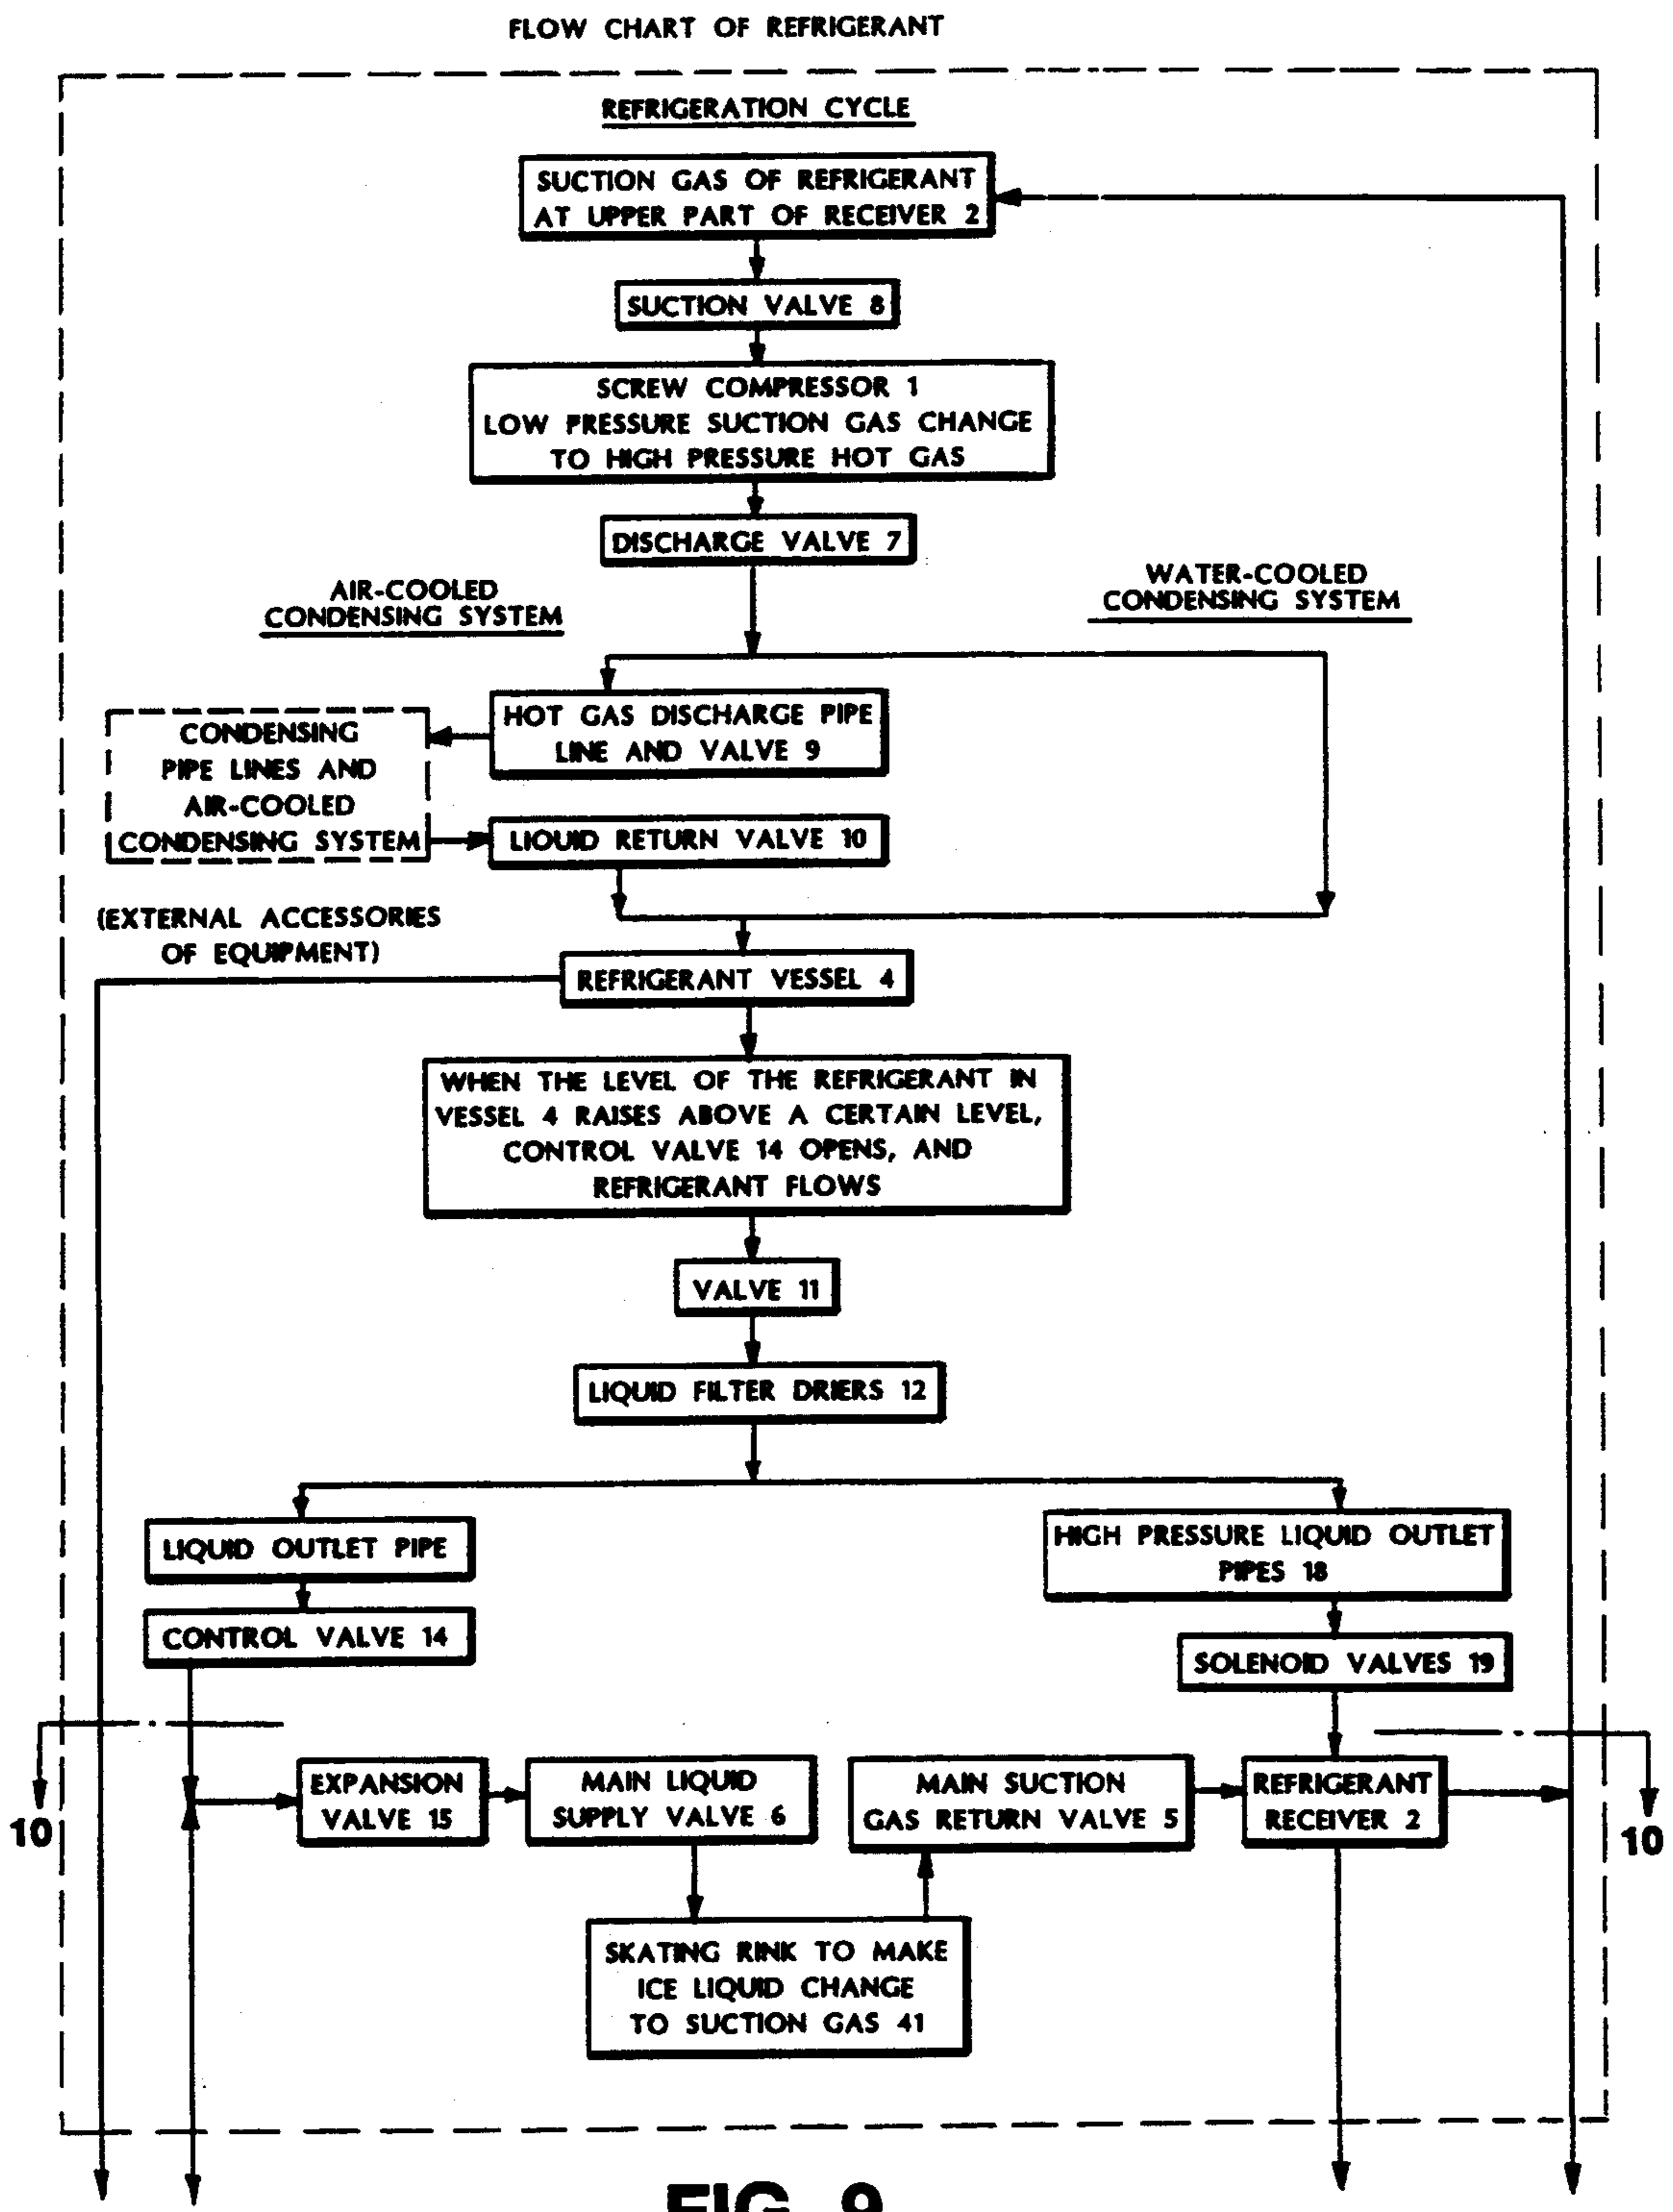 FLOW CHART OF REFRIGERANT
REFRIGERATION CYCLE
SUCTION GAS OF REFRIGERANT
AT UPPER PART OF RECEIVER 2
SUCTION VALVE 8
SCREW COMPRESSOR 1
LOW PRESSURE SUCTION GAS CHANGE
TO HIGH PRESSURE HOT GAS
DISCHARGE VALVE 7
AIR-COOLED
CONDENSING SYSTEM
WATER-COOLED
CONDENSING SYSTEM
HOT GAS DISCHARGE PIPE
LINE AND VALVE 9
CONDENSING
PIPE LINES AND
AIR-COOLED
CONDENSING SYSTEM
LIQUID RETURN VALVE 10
(EXTERNAL ACCESSORIES
OF EQUIPMENT)
REFRIGERANT VESSEL 4
WHEN THE LEVEL OF THE REFRIGERANT IN
VESSEL 4 RAISES ABOVE A CERTAIN LEVEL,
CONTROL VALVE 14 OPENS, AND
REFRIGERANT FLOWS
VALVE 11
LIQUID FILTER DRIERS 12
LIQUID OUTLET PIPE
CONTROL VALVE 14
HIGH PRESSURE LIQUID OUTLET
PIPES 18
SOLENOID VALVES 19
10
EXPANSION
VALVE 15
MAIN LIQUID
SUPPLY VALVE 6
MAIN SUCTION
GAS RETURN VALVE 5
REFRIGERANT
RECEIVER 2
10
SKATING RINK TO MAKE
ICE LIQUID CHANGE
TO SUCTION GAS 41
FIG. 9